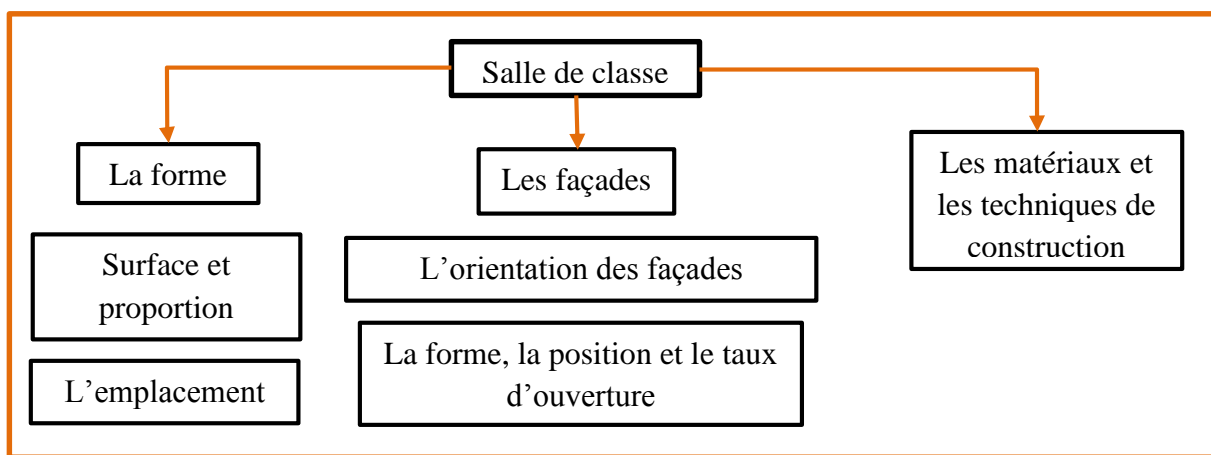 Salle de classe
La forme
Surface et
proportion
L’emplacement
Les façades
L’orientation des façades
La forme, la position et le taux
d’ouverture
Les matériaux et
les techniques de
construction